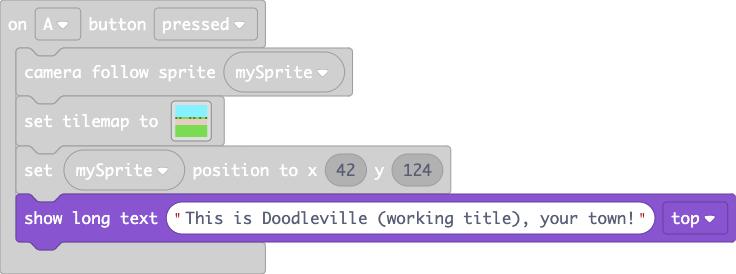 on A button pressed
camera follow sprite mySprite
set tilemap to
set mySprite position to x 42 y 124
show long text "This is Doodleville (working title), your town!" top